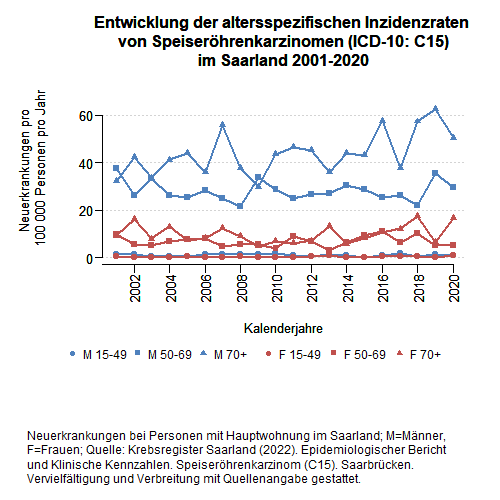 Entwicklung der altersspezifischen Inzidenzraten
von Speiseröhrenkarzinomen (ICD-10: C15)
im Saarland 2001-2020
Neuerkrankungen pro
100 000 Personen pro Jahr
60
40
20
0
2002
2004
2006
2008
2010
2012
2014
2016
2018
2020
Kalenderjahre
M 15-49 M 50-69 M 70+ F 15-49 F 50-69 F 70+
Neuerkrankungen bei Personen mit Hauptwohnung im Saarland; M=Männer,
F=Frauen; Quelle: Krebsregister Saarland (2022). Epidemiologischer Bericht
und Klinische Kennzahlen. Speiseröhrenkarzinom (C15). Saarbrücken.
Vervielfältigung und Verbreitung mit Quellenangabe gestattet.